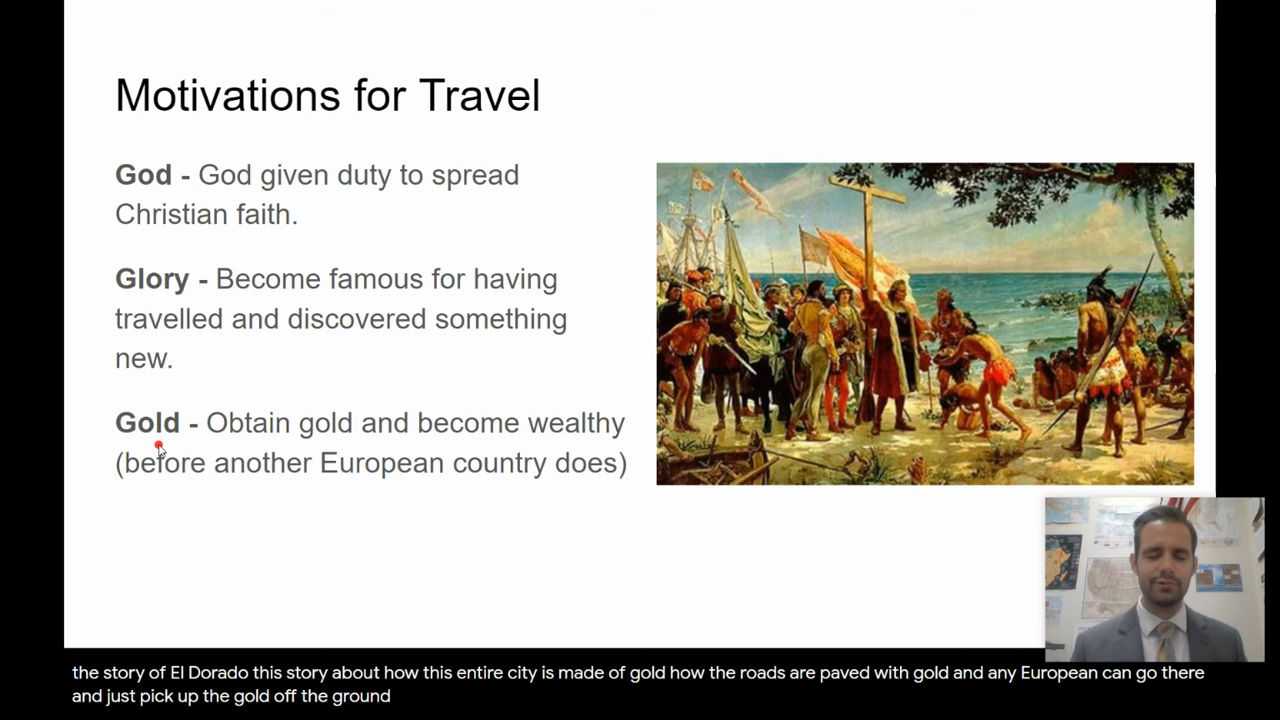 Motivations for Travel
God - God given duty to spread
Christian faith.
Glory - Become famous for having
travelled and discovered something
new.
Gold - Obtain gold and become wealthy
(before another European country does)
the story of El Dorado this story about how this entire city is made of gold how the roads are paved with gold and any European can go there
and just pick up the gold off the ground